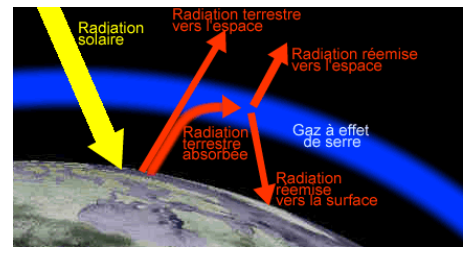 Radiation
solaire
Radiation terrestre
vers l'espace
Radiation réemise
vers l'espace
Radiation
terrestre
absorbée
Gaz à effet
de serre
Radiation
réemise
vers la surface